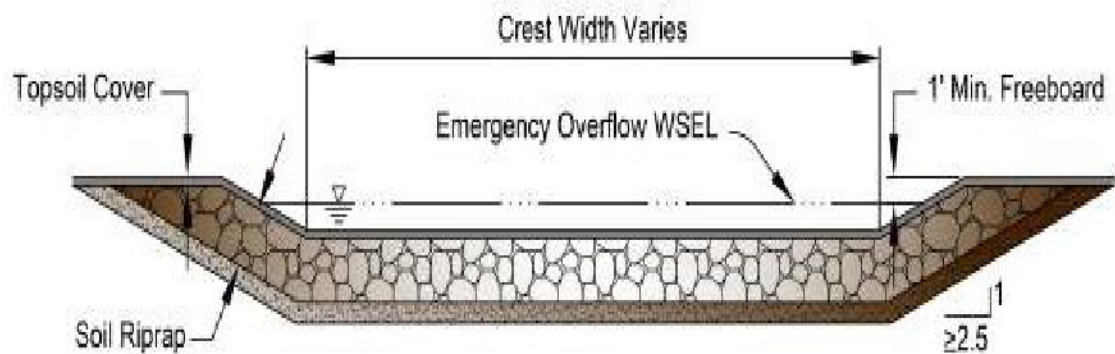 Crest Width Varies
Topsoil Cover
1' Min. Freeboard
Emergency Overflow WSEL
Soil Riprap
1
≥2.5